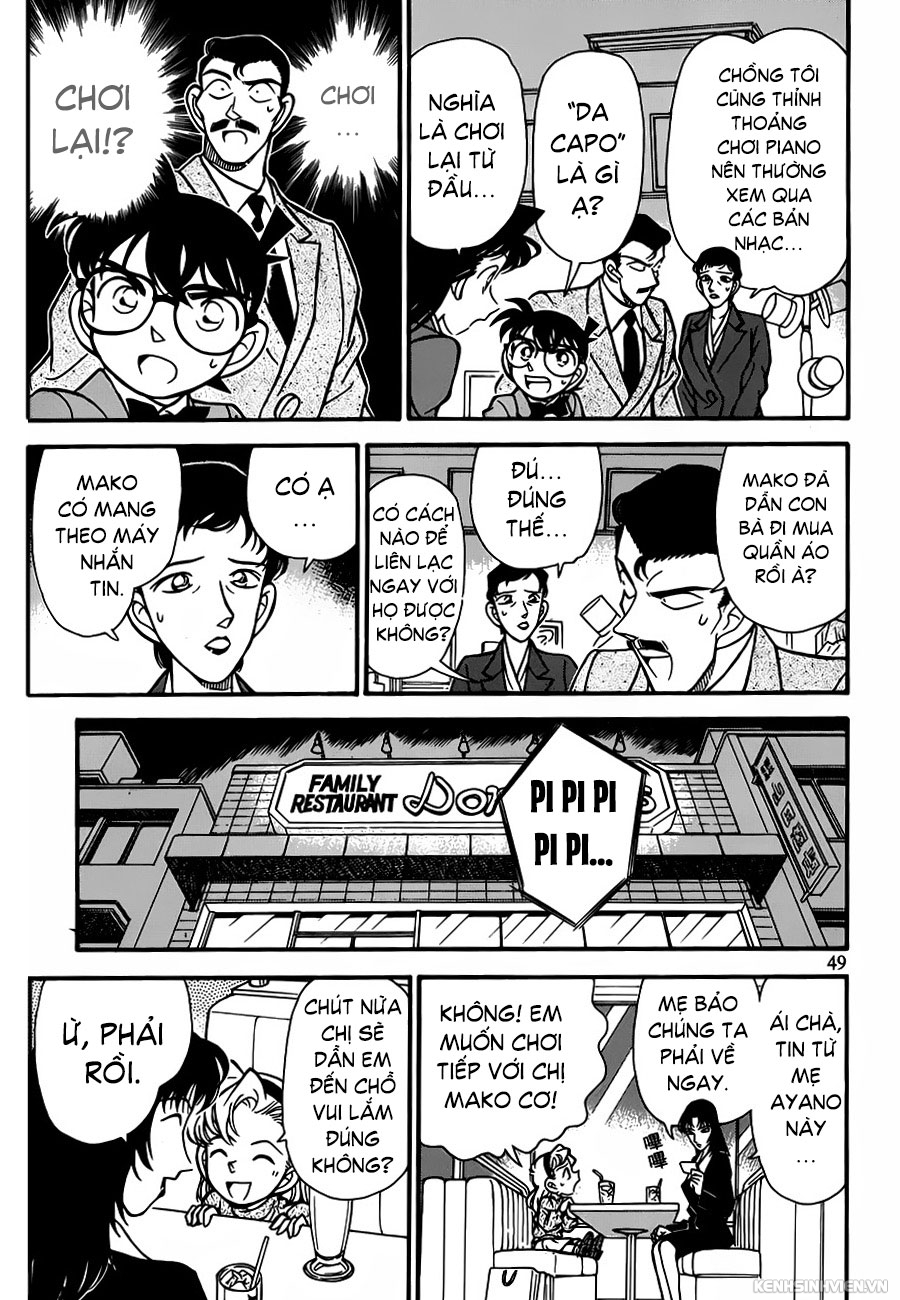 CHỒNG TÔI
CŨNG THỈNH
THOẢNG
CHƠI PIANO
NÊN THƯỜNG
XEM QUA
CÁC BẢN
NHẠC...
"DA
CAPO"
LÀ GÌ
Ạ?
NGHĨA
LÀ CHƠI
LẠI TỪ
ĐẦU...
CHƠI
...
CHƠI
LẠI!?
MAKO ĐÃ
DẪN CON
BÀ ĐI MUA
QUẦN ÁO
RỒI À?
ĐÚ...
ĐÚNG
THẾ...
CÓ CÁCH
NÀO ĐỂ
LIÊN LẠC
NGAY VỚI
HỌ ĐƯỢC
KHÔNG?
CÓ Ạ
...
MAKO
CÓ MANG
THEO MÁY
NHẮN
TIN.
FAMILY
RESTAURANT
PI PI PI
PI PI...
49
ÁI CHÀ,
TIN TỪ
MẸ
AYANO
NÀY
...
MẸ BẢO
CHÚNG TA
PHẢI VỀ
NGAY.
嗶
嗶
KHÔNG! EM
MUỐN CHƠI
TIẾP VỚI CHỊ
MAKO CƠ!
CHÚT NỮA
CHỊ SẼ
DẪN EM
ĐẾN CHỖ
VUI LẮM
ĐÚNG
KHÔNG?
Ừ, PHẢI
RỒI.
KENHSINHVIEN.VN